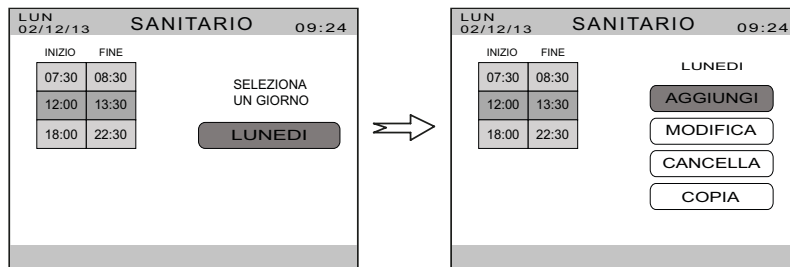 LUN
02/12/13 SANITARIO 09:24
INIZIO FINE
07:30 08:30
12:00 13:30
18:00 22:30
SELEZIONA
UN GIORNO
LUNEDI
LUN
02/12/13 SANITARIO 09:24
INIZIO FINE
07:30 08:30
12:00 13:30
18:00 22:30
LUNEDI
AGGIUNGI
MODIFICA
CANCELLA
COPIA